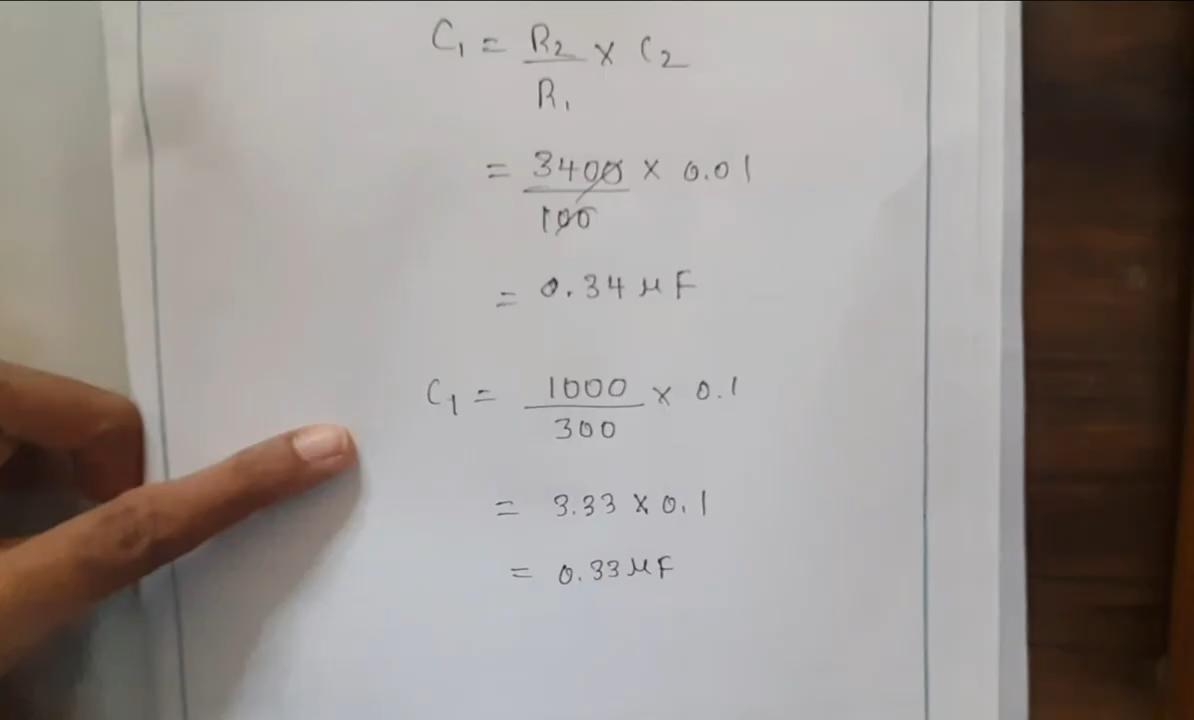 C₁ = R₂/R₁ × C₂
= 3400/100 × 0.01
= 0.34 μF
C₁ = 1000/300 × 0.1
= 3.33 × 0.1
= 0.33 μF